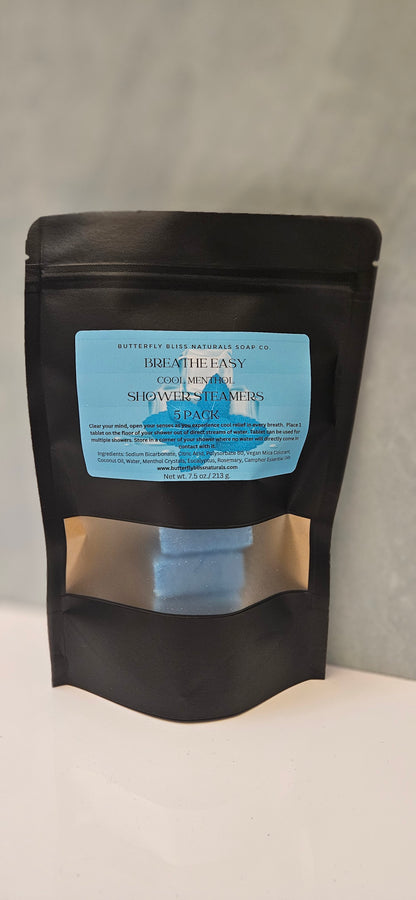 BUTTERFLY BLISS NATURALS SOAP CO.
BREATHE EASY
COOL MENTHOL
SHOWER STEAMERS
5 PACK
Clear your mind, open your senses as you experience cool relief in every breath. Place 1
tablet on the floor of your shower out of direct streams of water. Tablet can be used for
multiple showers. Store in a corner of your shower where no water will directly come in
contact with it.
Ingredients: Sodium Bicarbonate, Citric Acid, Polysorbate 80, Vegan Mica Colorant,
Coconut Oil, Water, Menthol Crystals, Eucalyptus, Rosemary, Camphor Essential Oils
www.butterflyblissnaturals.com
Net wt. 7.5 oz./ 213 g.